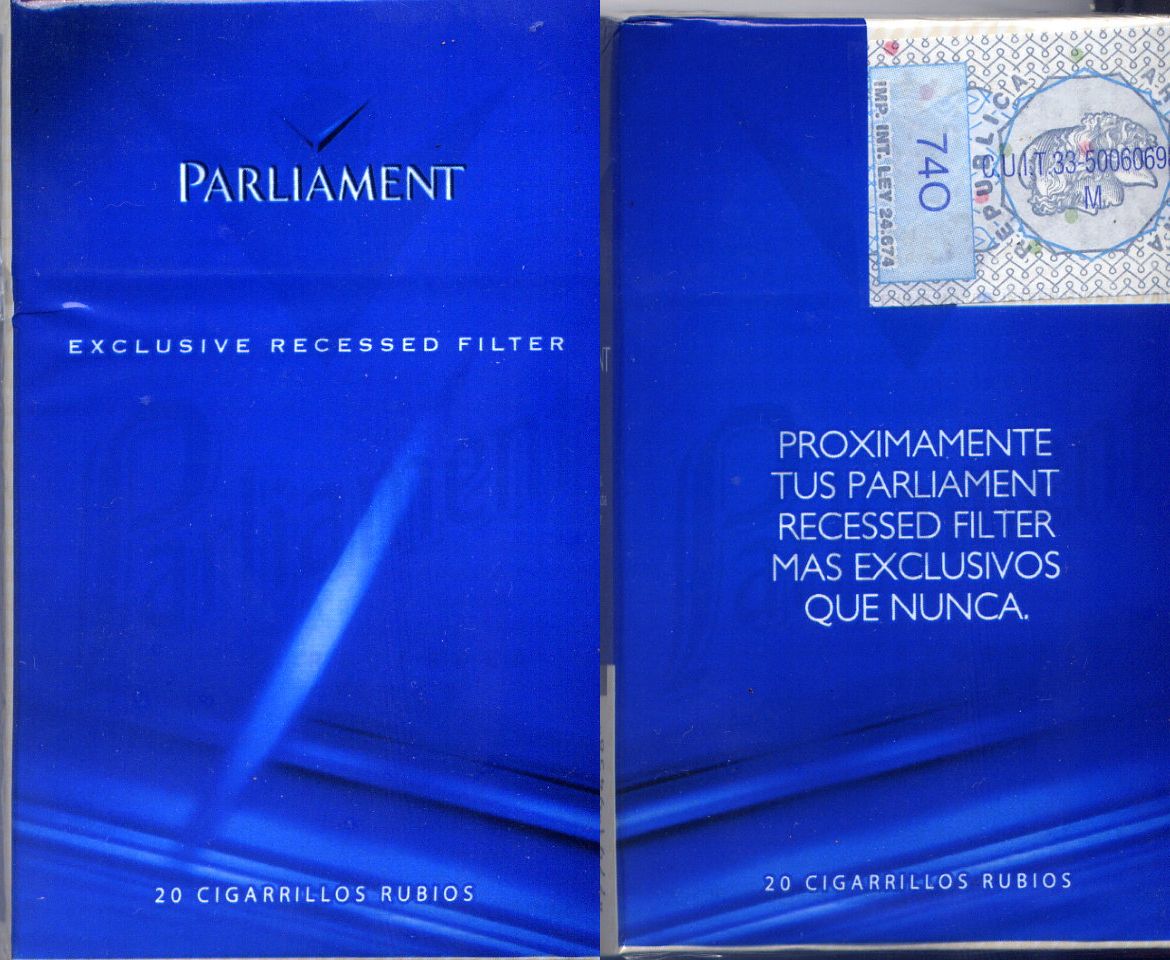 PARLIAMENT
EXCLUSIVE RECESSED FILTER
20 CIGARRILLOS RUBIOS
IMP. INT. LEY 24.674
740
REPUBLICA
C.U.I.T.33-5006069
M
PROXIMAMENTE
TUS PARLIAMENT
RECESSED FILTER
MAS EXCLUSIVOS
QUE NUNCA.
20 CIGARRILLOS RUBIOS